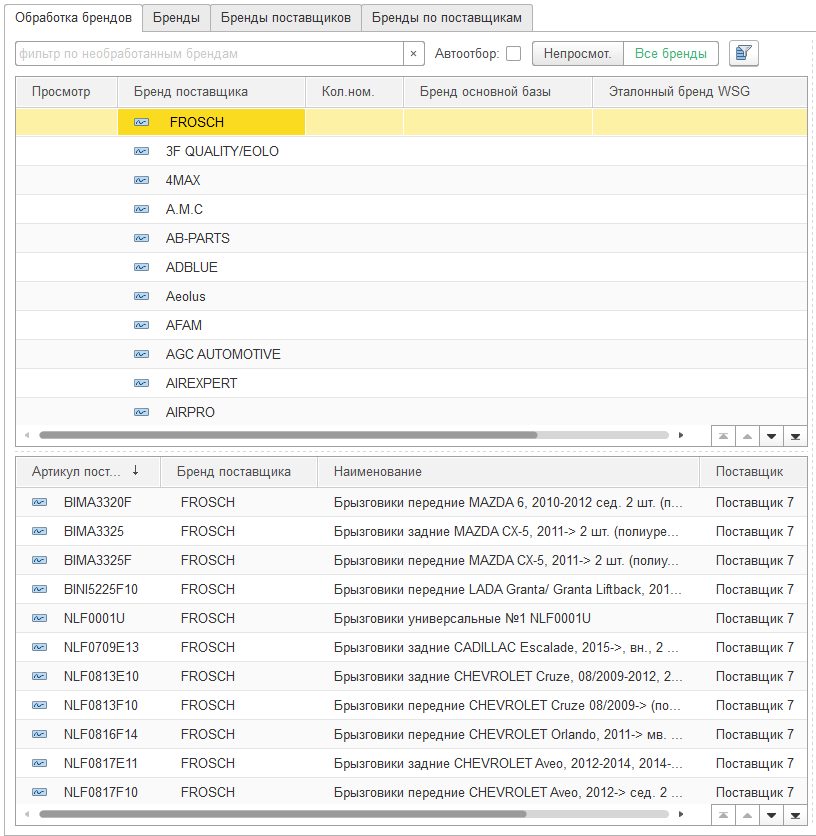 Обработка брендов Бренды Бренды поставщиков Бренды по поставщикам
фильтр по необработанным брендам × Автоотбор: Непросмот. Все бренды
Просмотр Бренд поставщика Кол.ном. Бренд основной базы Эталонный бренд WSG
FROSCH
3F QUALITY/EOLO
4MAX
A.M.C
AB-PARTS
ADBLUE
Aeolus
AFAM
AGC AUTOMOTIVE
AIREXPERT
AIRPRO
Артикул пост... ↓ Бренд поставщика Наименование Поставщик
BIMA3320F FROSCH Брызговики передние MAZDA 6, 2010-2012 сед. 2 шт. (п... Поставщик 7
BIMA3325 FROSCH Брызговики задние MAZDA CX-5, 2011-> 2 шт. (полиуре... Поставщик 7
BIMA3325F FROSCH Брызговики передние MAZDA CX-5, 2011-> 2 шт. (полиу... Поставщик 7
BINI5225F10 FROSCH Брызговики передние LADA Granta/ Granta Liftback, 201... Поставщик 7
NLF0001U FROSCH Брызговики универсальные №1 NLF0001U Поставщик 7
NLF0709E13 FROSCH Брызговики задние CADILLAC Escalade, 2015->, вн., 2 ... Поставщик 7
NLF0813E10 FROSCH Брызговики задние CHEVROLET Cruze, 08/2009-2012, 2... Поставщик 7
NLF0813F10 FROSCH Брызговики передние CHEVROLET Cruze 08/2009-> (по... Поставщик 7
NLF0816F14 FROSCH Брызговики передние CHEVROLET Orlando, 2011-> мв. ... Поставщик 7
NLF0817E11 FROSCH Брызговики задние CHEVROLET Aveo, 2012-2014, 2014-... Поставщик 7
NLF0817F10 FROSCH Брызговики передние CHEVROLET Aveo, 2012-> сед. 2 ... Поставщик 7